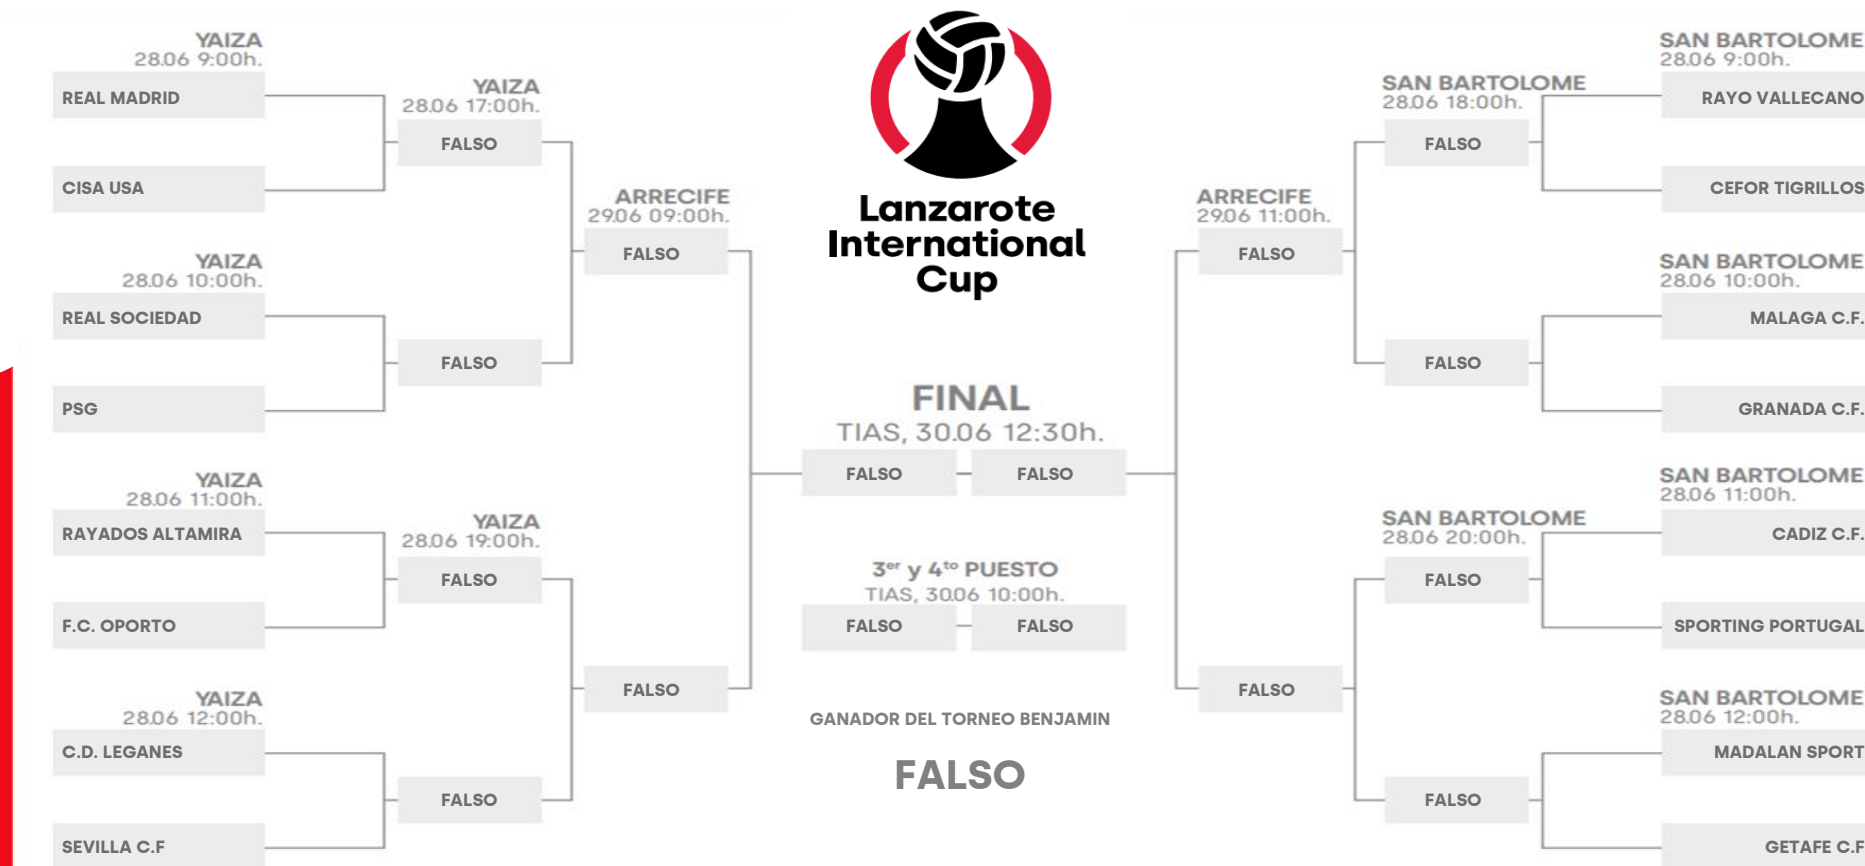 YAIZA
28.06 9:00h.
REAL MADRID
CISA USA
YAIZA
28.06 10:00h.
REAL SOCIEDAD
PSG
YAIZA
28.06 11:00h.
RAYADOS ALTAMIRA
F.C. OPORTO
YAIZA
28.06 12:00h.
C.D. LEGANES
SEVILLA C.F
YAIZA
28.06 17:00h.
FALSO
FALSO
YAIZA
28.06 19:00h.
FALSO
FALSO
ARRECIFE
29.06 09:00h.
FALSO
FALSO
Lanzarote
International
Cup
FINAL
TIAS, 30.06 12:30h.
FALSO
FALSO
3er y 4to PUESTO
TIAS, 30.06 10:00h.
FALSO
FALSO
GANADOR DEL TORNEO BENJAMIN
FALSO
ARRECIFE
29.06 11:00h.
FALSO
FALSO
SAN BARTOLOME
28.06 18:00h.
FALSO
FALSO
SAN BARTOLOME
28.06 20:00h.
FALSO
FALSO
SAN BARTOLOME
28.06 9:00h.
RAYO VALLECANO
CEFOR TIGRILLOS
SAN BARTOLOME
28.06 10:00h.
MALAGA C.F.
GRANADA C.F.
SAN BARTOLOME
28.06 11:00h.
CADIZ C.F.
SPORTING PORTUGAL
SAN BARTOLOME
28.06 12:00h.
MADALAN SPORT
GETAFE C.F